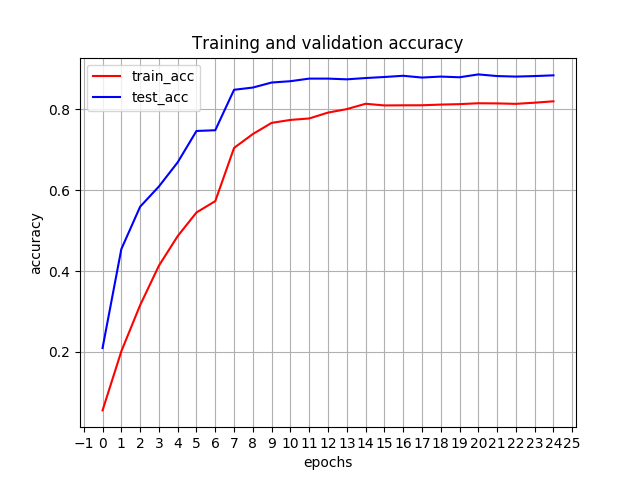 Training and validation accuracy
train_acc
test_acc
0.8
0.6
0.4
0.2
accuracy
−1 0 1 2 3 4 5 6 7 8 9 10 11 12 13 14 15 16 17 18 19 20 21 22 23 24 25
epochs